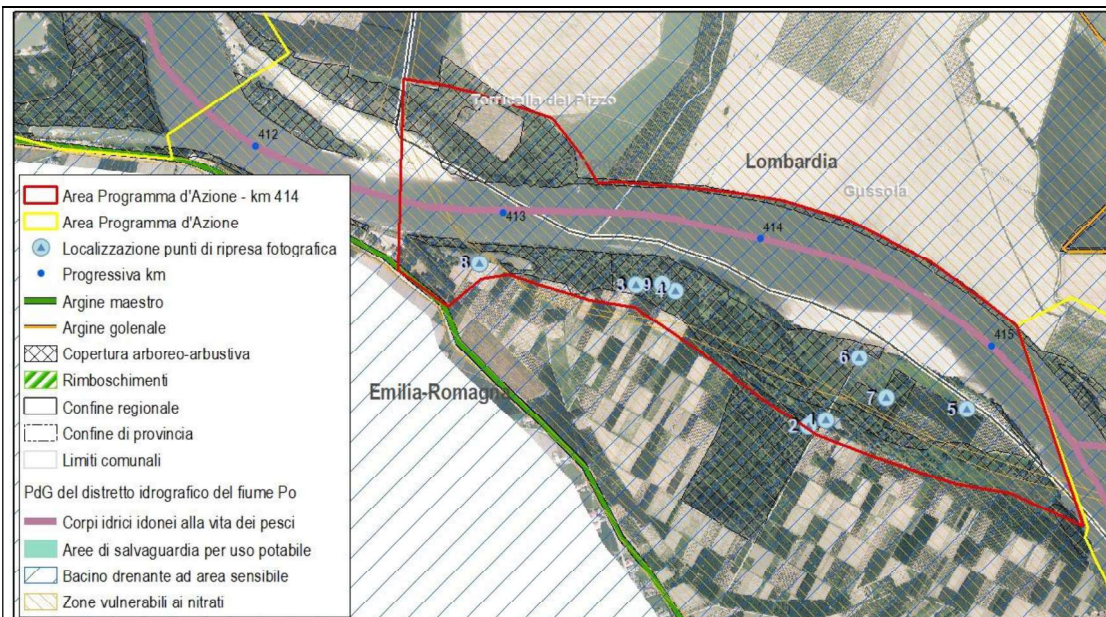 Torricella del Pizzo
Lombardia
Gussola
Emilia-Romagna
412
413
414
415
8
3
9
4
6
7
5
1
2
Area Programma d'Azione - km 414
Area Programma d'Azione
Localizzazione punti di ripresa fotografica
Progressiva km
Argine maestro
Argine golenale
Copertura arboreo-arbustiva
Rimboschimenti
Confine regionale
Confine di provincia
Limiti comunali
PdG del distretto idrografico del fiume Po
Corpi idrici idonei alla vita dei pesci
Aree di salvaguardia per uso potabile
Bacino drenante ad area sensibile
Zone vulnerabili ai nitrati